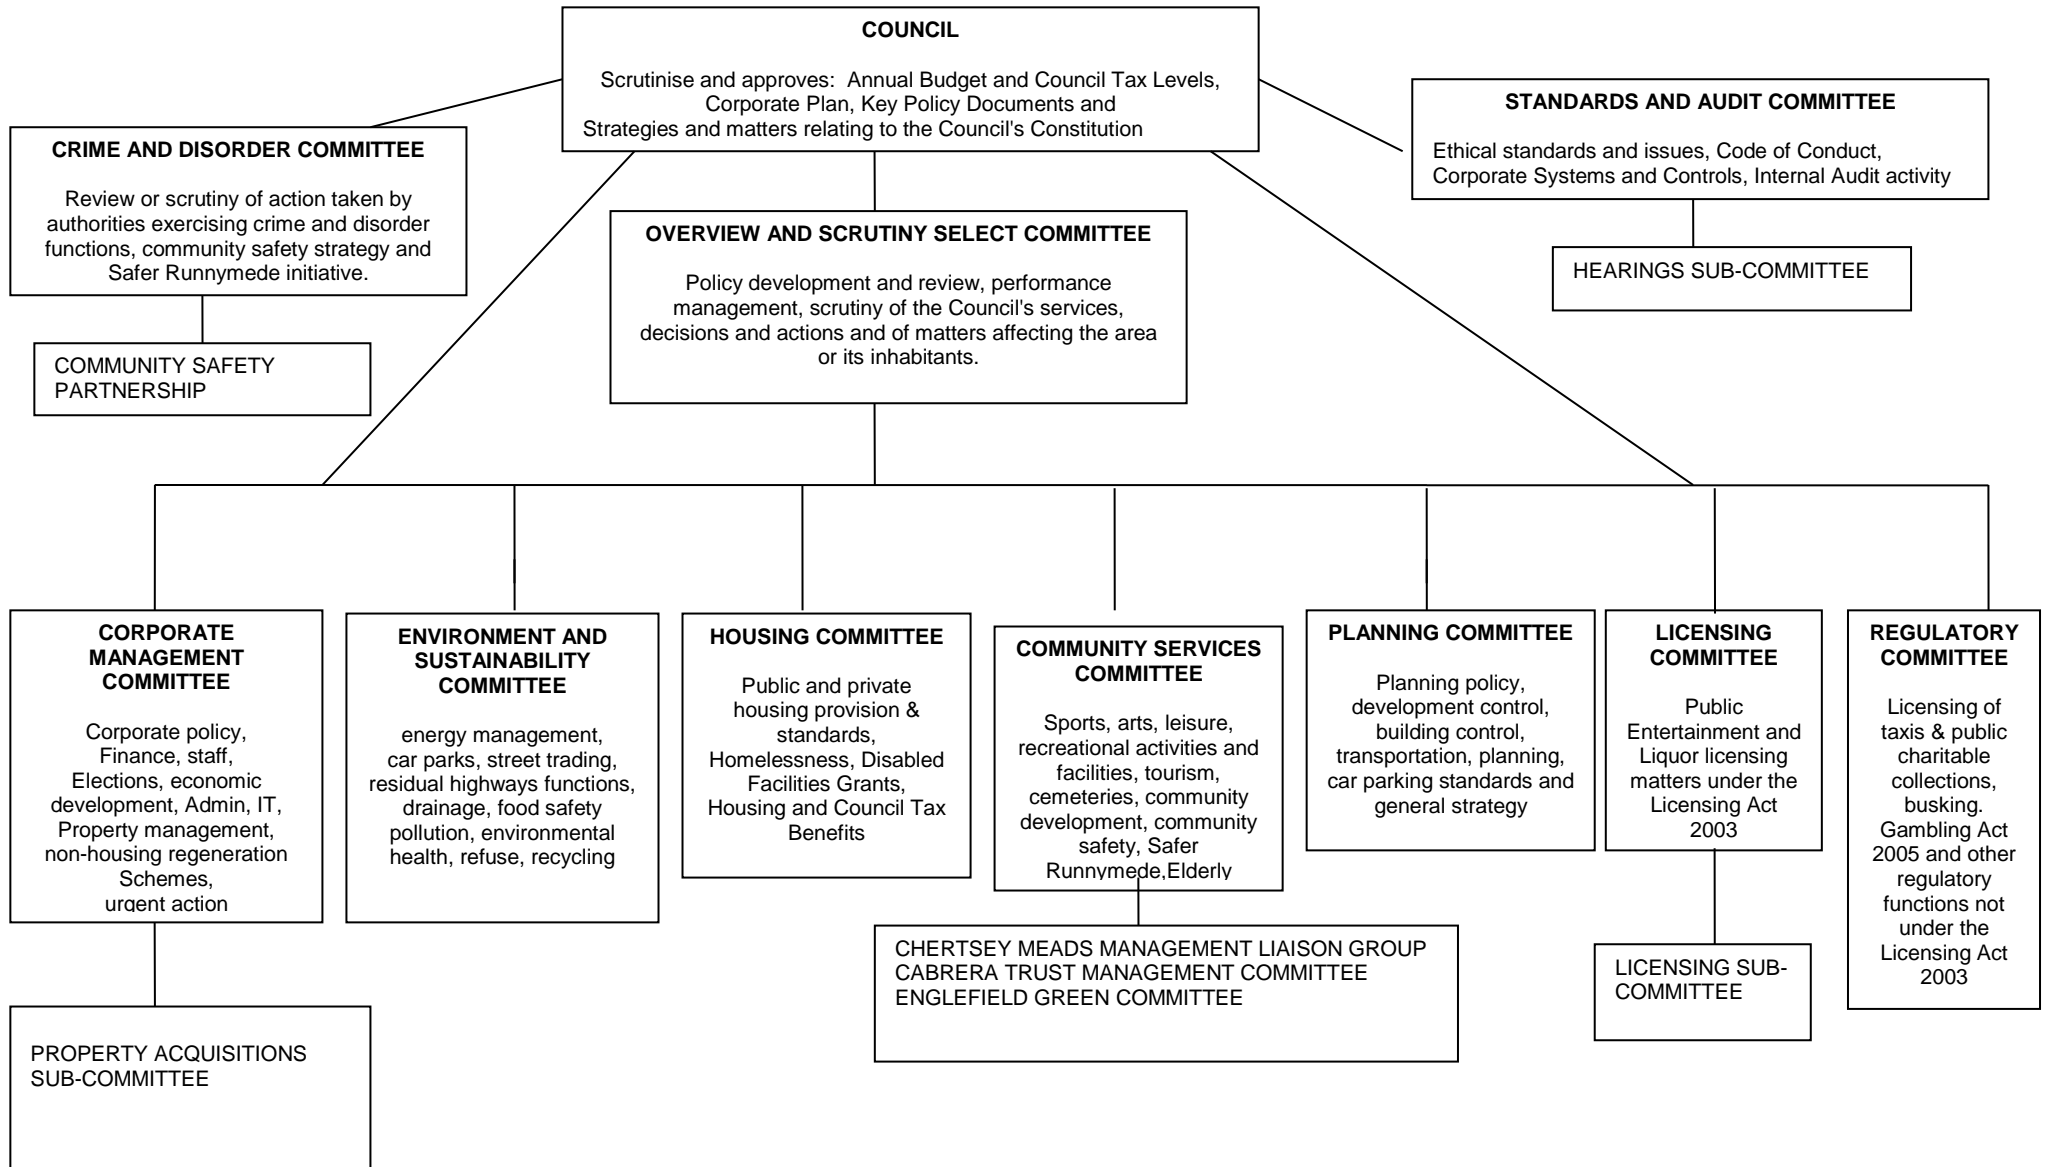 COUNCIL
Scrutinise and approves: Annual Budget and Council Tax Levels,
Corporate Plan, Key Policy Documents and
Strategies and matters relating to the Council's Constitution
CRIME AND DISORDER COMMITTEE
Review or scrutiny of action taken by
authorities exercising crime and disorder
functions, community safety strategy and
Safer Runnymede initiative.
COMMUNITY SAFETY
PARTNERSHIP
STANDARDS AND AUDIT COMMITTEE
Ethical standards and issues, Code of Conduct,
Corporate Systems and Controls, Internal Audit activity
HEARINGS SUB-COMMITTEE
OVERVIEW AND SCRUTINY SELECT COMMITTEE
Policy development and review, performance
management, scrutiny of the Council's services,
decisions and actions and of matters affecting the area
or its inhabitants.
CORPORATE
MANAGEMENT
COMMITTEE
Corporate policy,
Finance, staff,
Elections, economic
development, Admin, IT,
Property management,
non-housing regeneration
Schemes,
urgent action
PROPERTY ACQUISITIONS
SUB-COMMITTEE
ENVIRONMENT AND
SUSTAINABILITY
COMMITTEE
energy management,
car parks, street trading,
residual highways functions,
drainage, food safety
pollution, environmental
health, refuse, recycling
HOUSING COMMITTEE
Public and private
housing provision &
standards,
Homelessness, Disabled
Facilities Grants,
Housing and Council Tax
Benefits
COMMUNITY SERVICES
COMMITTEE
Sports, arts, leisure,
recreational activities and
facilities, tourism,
cemeteries, community
development, community
safety, Safer
Runnymede,Elderly
CHERTSEY MEADS MANAGEMENT LIAISON GROUP
CABRERA TRUST MANAGEMENT COMMITTEE
ENGLEFIELD GREEN COMMITTEE
PLANNING COMMITTEE
Planning policy,
development control,
building control,
transportation, planning,
car parking standards and
general strategy
LICENSING
COMMITTEE
Public
Entertainment and
Liquor licensing
matters under the
Licensing Act
2003
LICENSING SUB-
COMMITTEE
REGULATORY
COMMITTEE
Licensing of
taxis & public
charitable
collections,
busking.
Gambling Act
2005 and other
regulatory
functions not
under the
Licensing Act
2003